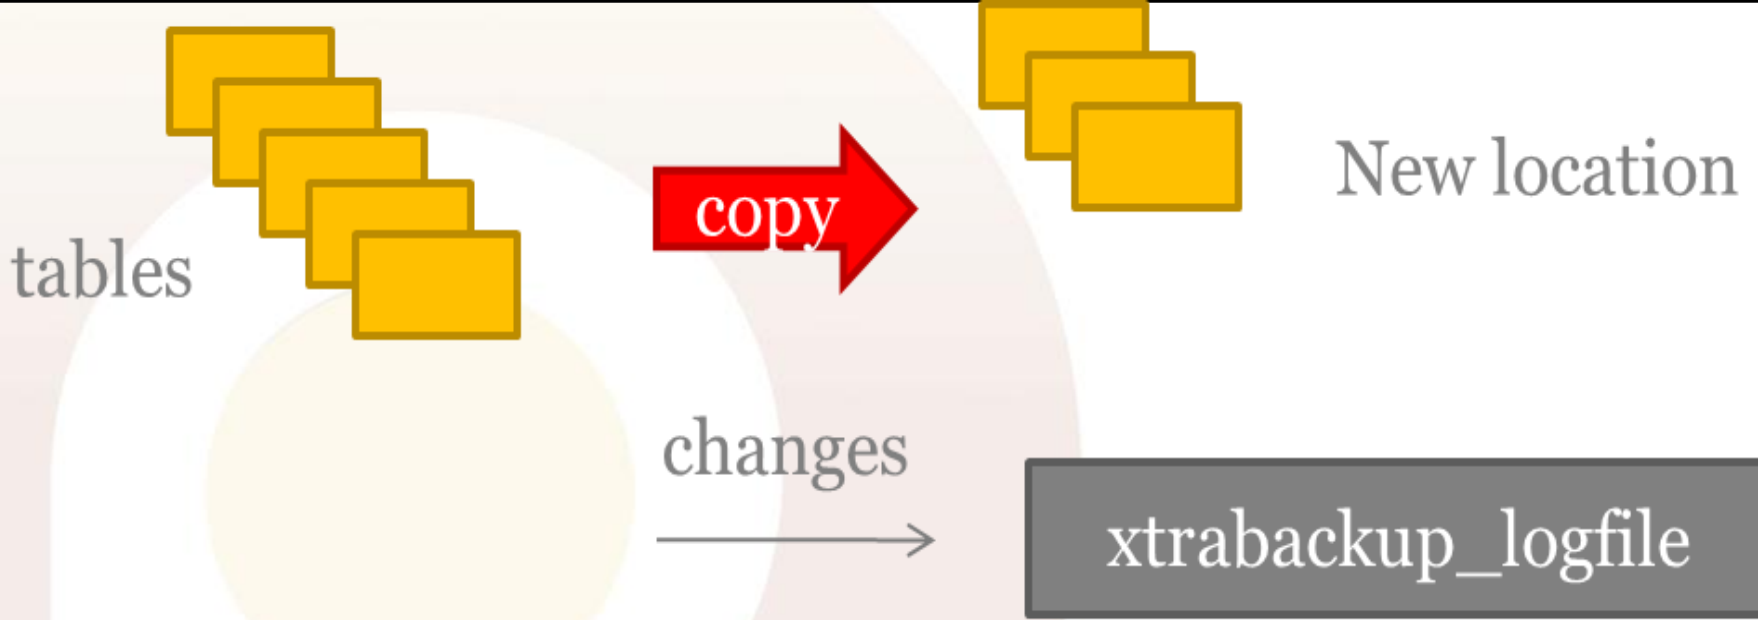 copy
New location
tables
changes
xtrabackup_logfile